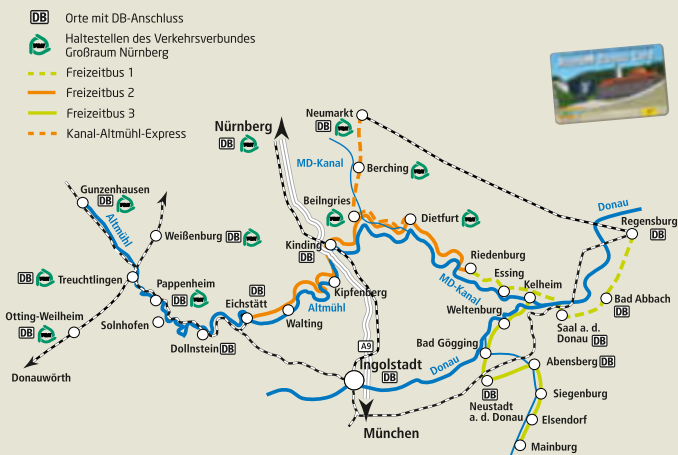 DB Orte mit DB-Anschluss
Haltestellen des Verkehrsverbundes
Großraum Nürnberg
Freizeitbus 1
Freizeitbus 2
Freizeitbus 3
Kanal-Altmühl-Express
Neumarkt
DB
Nürnberg
DB
MD-Kanal
Berching
Gunzenhausen
DB
Altmühl
Beilngries
Dietfurt
Donau
Regensburg
DB
Weißenburg DB
Kinding
DB
Riedenburg
Essing
Kelheim
DB Treuchtlingen
Pappenheim
DB
Eichstätt
DB
Kipfenberg
Altmühl
MD-Kanal
Weltenburg
Bad Abbach
DB
Otting-Weilheim
DB
Solnhofen
Walting
Saal a. d.
Donau DB
Dollnstein DB
A9
Bad Gögging
Donauwörth
Ingolstadt
DB
Donau
Abensberg DB
Neustadt
a. d. Donau
DB
Siegenburg
Elsendorf
München
Mainburg